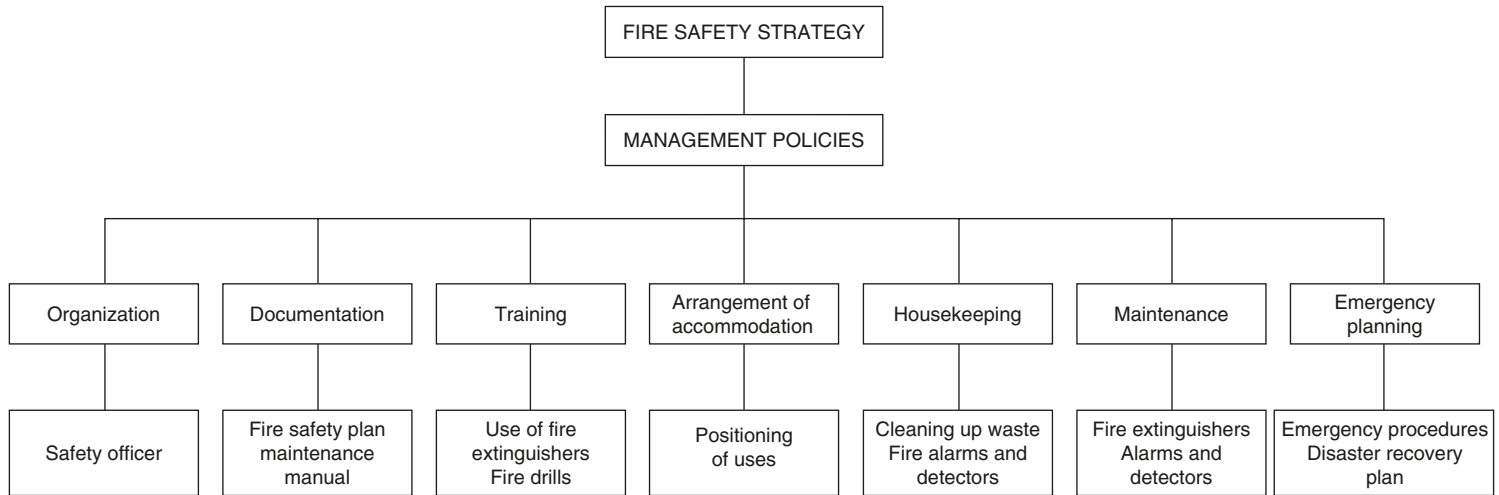 FIRE SAFETY STRATEGY
MANAGEMENT POLICIES
Organization
Documentation
Training
Arrangement of
accommodation
Housekeeping
Maintenance
Emergency
planning
Safety officer
Fire safety plan
maintenance
manual
Use of fire
extinguishers
Fire drills
Positioning
of uses
Cleaning up waste
Fire alarms and
detectors
Fire extinguishers
Alarms and
detectors
Emergency procedures
Disaster recovery
plan